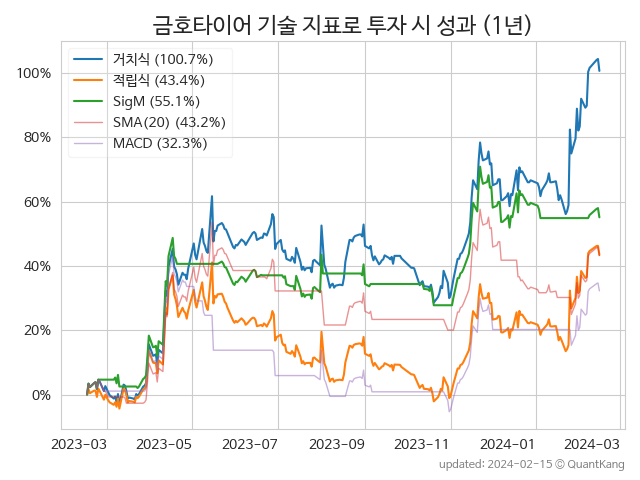 금호타이어 기술 지표로 투자 시 성과 (1년)
거치식 (100.7%)
적립식 (43.4%)
SigM (55.1%)
SMA(20) (43.2%)
MACD (32.3%)
100%
80%
60%
40%
20%
0%
2023-03 2023-05 2023-07 2023-09 2023-11 2024-01 2024-03
updated: 2024-02-15 © QuantKang